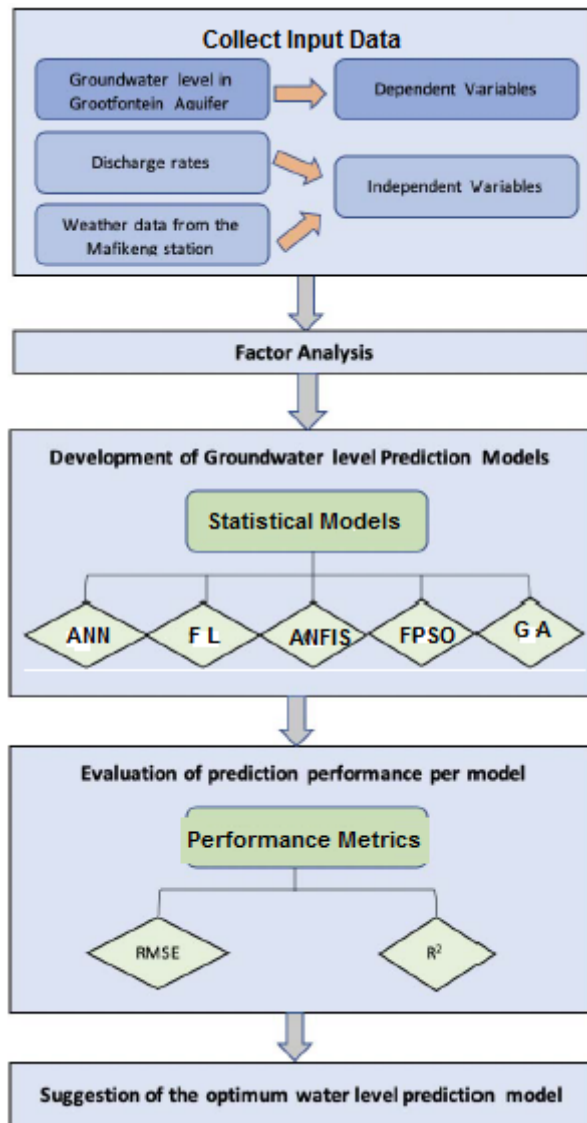 Collect Input Data
Groundwater level in
Grootfontein Aquifer
Dependent Variables
Discharge rates
Independent Variables
Weather data from the
Mafikeng station
Factor Analysis
Development of Groundwater level Prediction Models
Statistical Models
ANN
F L
ANFIS
FPSO
G A
Evaluation of prediction performance per model
Performance Metrics
RMSE
R²
Suggestion of the optimum water level prediction model